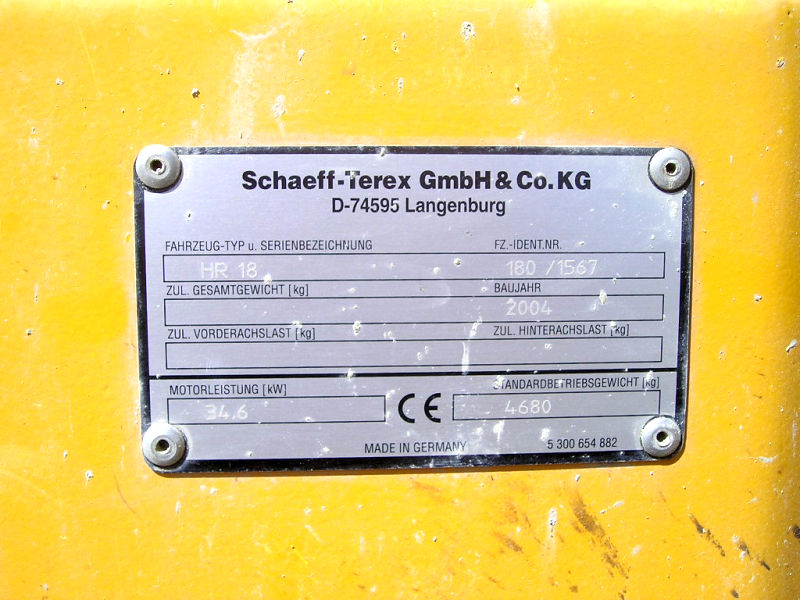 Schaeff-Terex GmbH & Co. KG
D-74595 Langenburg
FAHRZEUG-TYP u. SERIENBEZEICHNUNG FZ.-IDENT.NR.
HR 18 180 /1567
ZUL. GESAMTGEWICHT [kg] BAUJAHR
2004
ZUL. VORDERACHSLAST [kg] ZUL. HINTERACHSLAST [kg]
MOTORLEISTUNG [kW] STANDARDBETRIEBSGEWICHT [kg]
34.6 CE 4680
MADE IN GERMANY 5 300 654 882